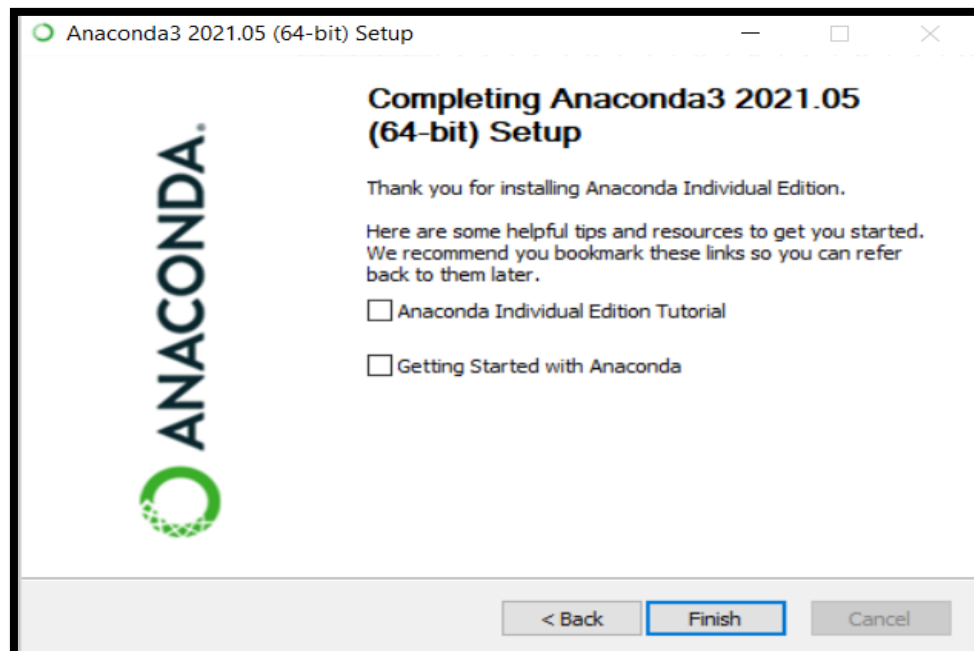 Anaconda3 2021.05 (64-bit) Setup
Completing Anaconda3 2021.05
(64-bit) Setup
Thank you for installing Anaconda Individual Edition.
Here are some helpful tips and resources to get you started.
We recommend you bookmark these links so you can refer
back to them later.
Anaconda Individual Edition Tutorial
Getting Started with Anaconda
ANACONDA.
< Back
Finish
Cancel